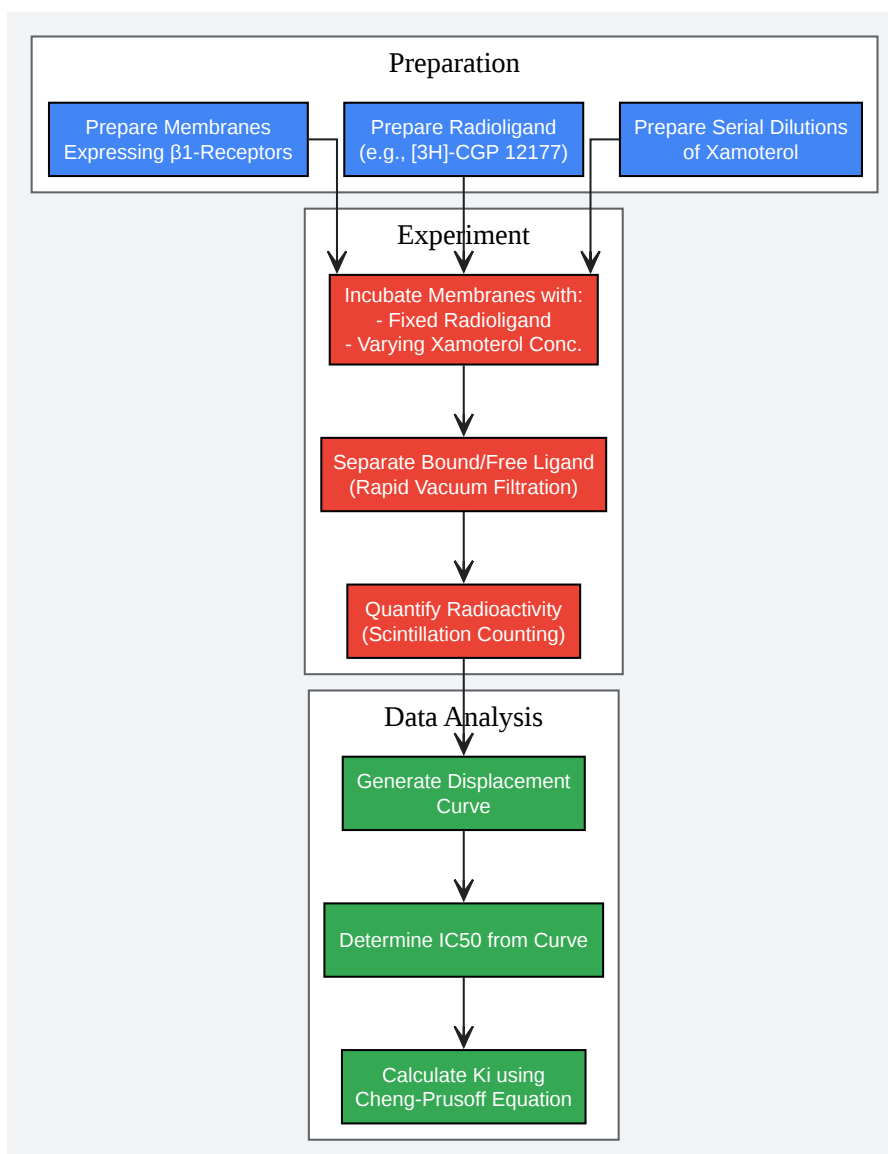 Preparation
Prepare Membranes
Expressing β1-Receptors
Prepare Radioligand
(e.g., [3H]-CGP 12177)
Prepare Serial Dilutions
of Xamoterol
Experiment
Incubate Membranes with:
- Fixed Radioligand
- Varying Xamoterol Conc.
Separate Bound/Free Ligand
(Rapid Vacuum Filtration)
Quantify Radioactivity
(Scintillation Counting)
Data Analysis
Generate Displacement
Curve
Determine IC50 from Curve
Calculate Ki using
Cheng-Prusoff Equation